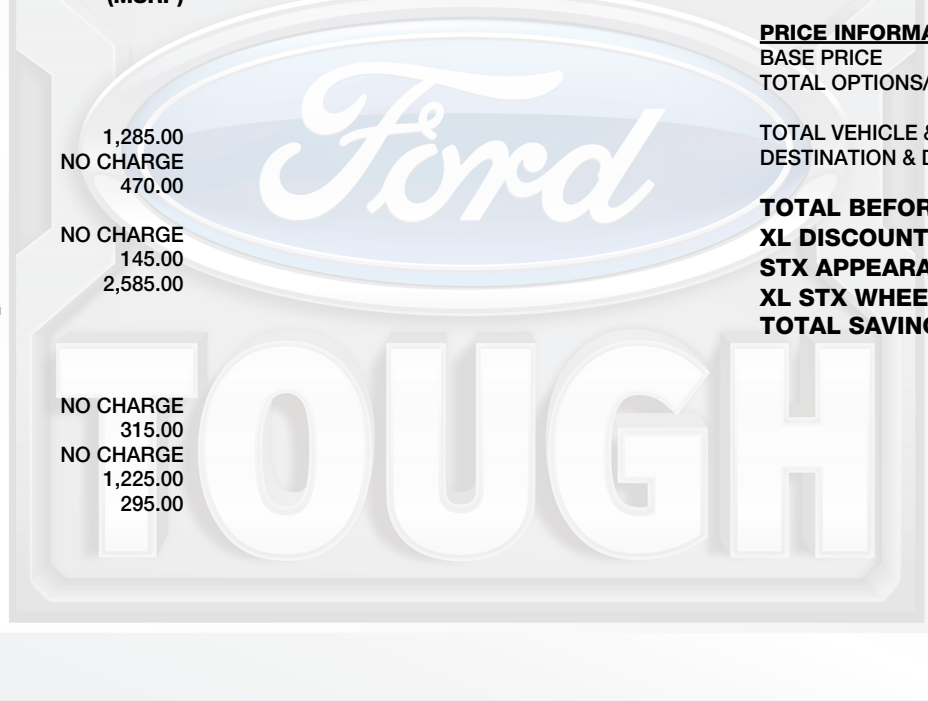 (MSRP)
1,285.00
NO CHARGE
470.00
NO CHARGE
145.00
2,585.00
NO CHARGE
315.00
NO CHARGE
1,225.00
295.00
PRICE INFORMA
BASE PRICE
TOTAL OPTIONS/
TOTAL VEHICLE &
DESTINATION & D
TOTAL BEFOR
XL DISCOUNT
STX APPEARA
XL STX WHEE
TOTAL SAVING
Ford
TOUGH